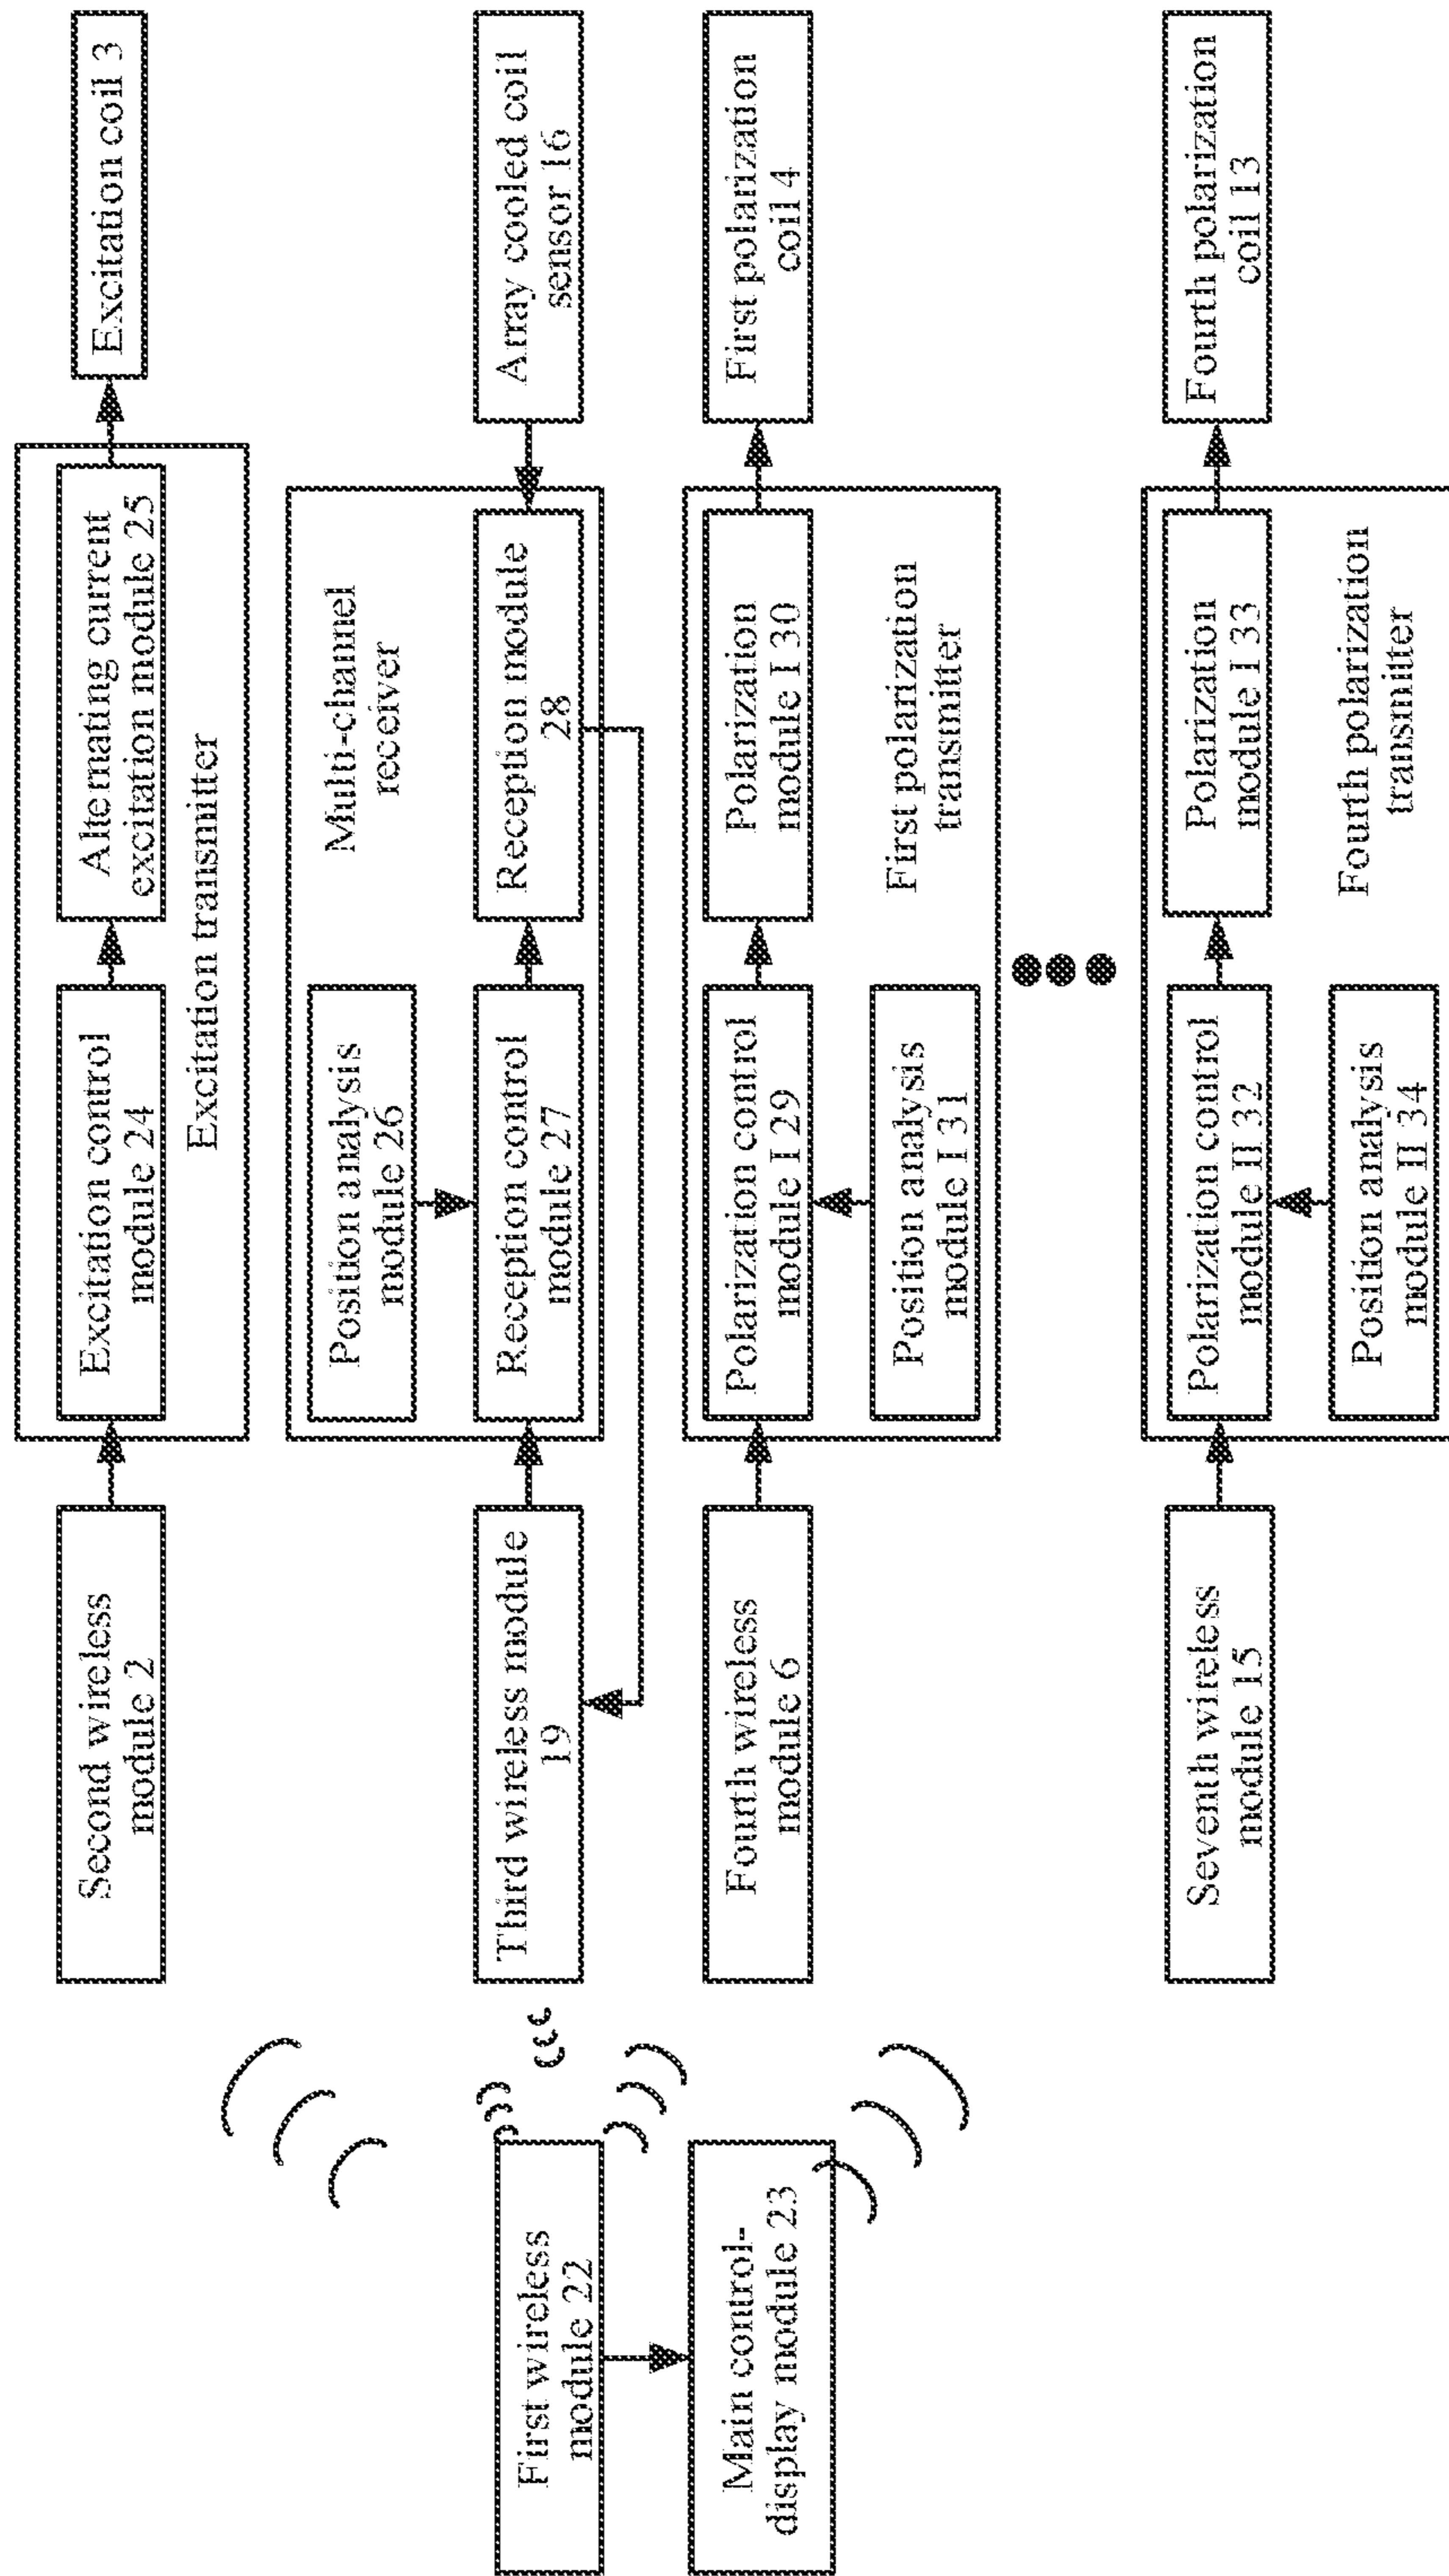 First wireless
module 22
Main control-
display module 23
Second wireless
module 2
Excitation control
module 24
Alternating current
excitation module 25
Excitation transmitter
Excitation coil 3
Third wireless module
19
Multi-channel
receiver
Position analysis
module 26
Reception control
module 27
Reception module
28
Array cooled coil
sensor 16
Fourth wireless
module 6
Polarization control
module I 29
Polarization
module I 30
Position analysis
module I 31
First polarization
transmitter
First polarization
coil 4
Seventh wireless
module 15
Polarization control
module II 32
Polarization
module I 33
Position analysis
module II 34
Fourth polarization
transmitter
Fourth polarization
coil 13